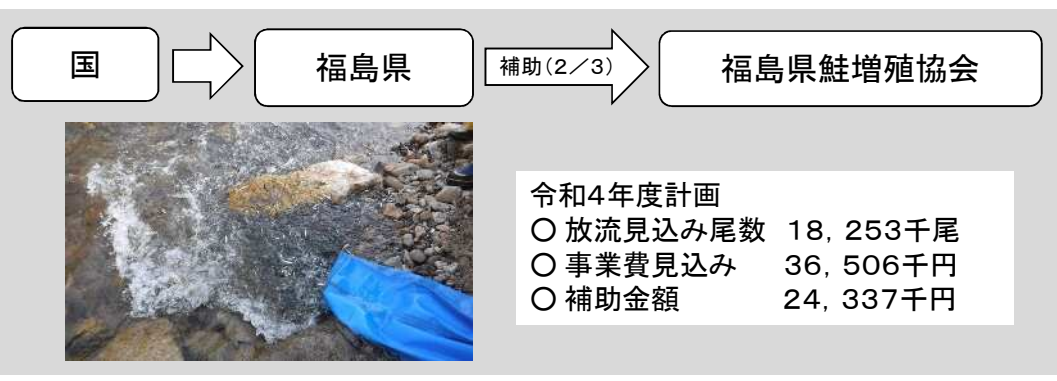 国
福島県
補助(2/3)
福島県鮭増殖協会
令和4年度計画
○ 放流見込み尾数 18,253千尾
○ 事業費見込み 36,506千円
○ 補助金額 24,337千円